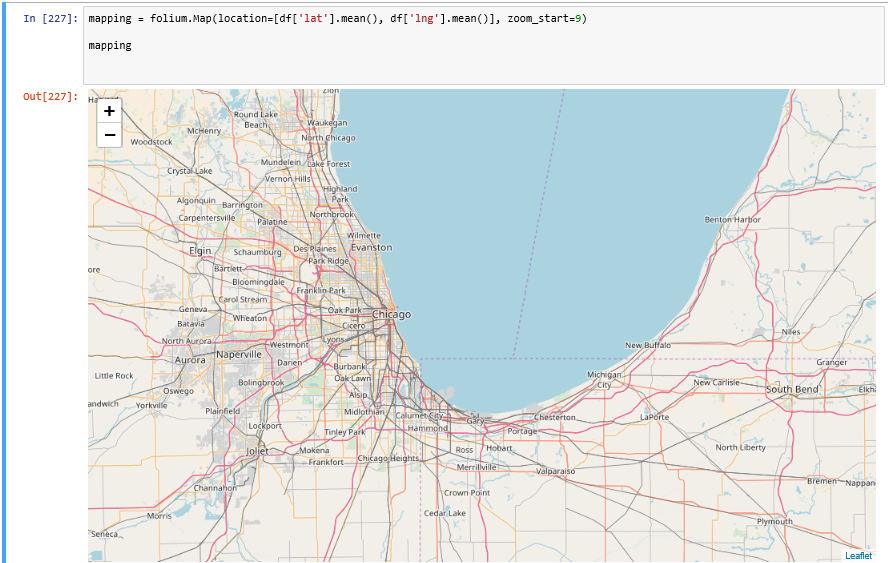 In [227]: mapping = folium.Map(location=[df['lat'].mean(), df['lng'].mean()], zoom_start=9)
mapping
Out[227]:
Zion
+
Round Lake
Beach
Waukegan
McHenry
−
North Chicago
Woodstock
Mundelein
Lake Forest
Crystal Lake
Vernon Hills
Highland
Park
Algonquin
Barrington
Northbrook
Carpentersville
Palatine
Benton Harbor
Wilmette
Evanston
Elgin
Schaumburg
Des Plaines
Park Ridge
ore
Bartlett
Bloomingdale
Franklin Park
Carol Stream
Geneva
Oak Park
Chicago
Wheaton
Batavia
Cicero
Niles
North Aurora
Westmont
Lyons
New Buffalo
Aurora
Naperville
Darien
Burbank
Granger
Little Rock
Bolingbrook
Oak Lawn
Michigan
City
New Carlisle
South Bend
Elkh
Oswego
Alsip
andwich
Yorkville
Plainfield
Midlothian
Calumet City
Gary
Chesterton
LaPorte
Lockport
Hammond
Portage
Tinley Park
Joliet
Mokena
Ross
Hobart
North Liberty
Frankfort
Chicago Heights
Merrillville
Valparaiso
Channahon
Bremen
Nappan
Crown Point
Morris
Cedar Lake
Plymouth
Seneca
Leaflet